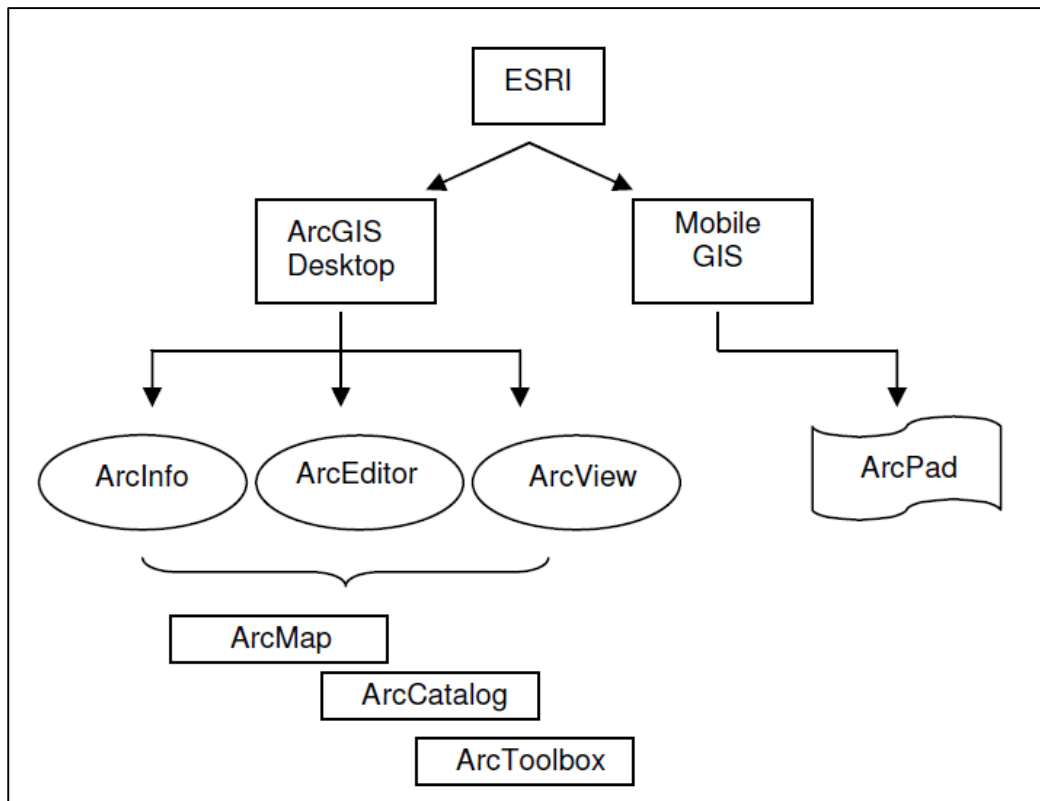 ESRI
ArcGIS
Desktop
Mobile
GIS
ArcInfo
ArcEditor
ArcView
ArcPad
ArcMap
ArcCatalog
ArcToolbox